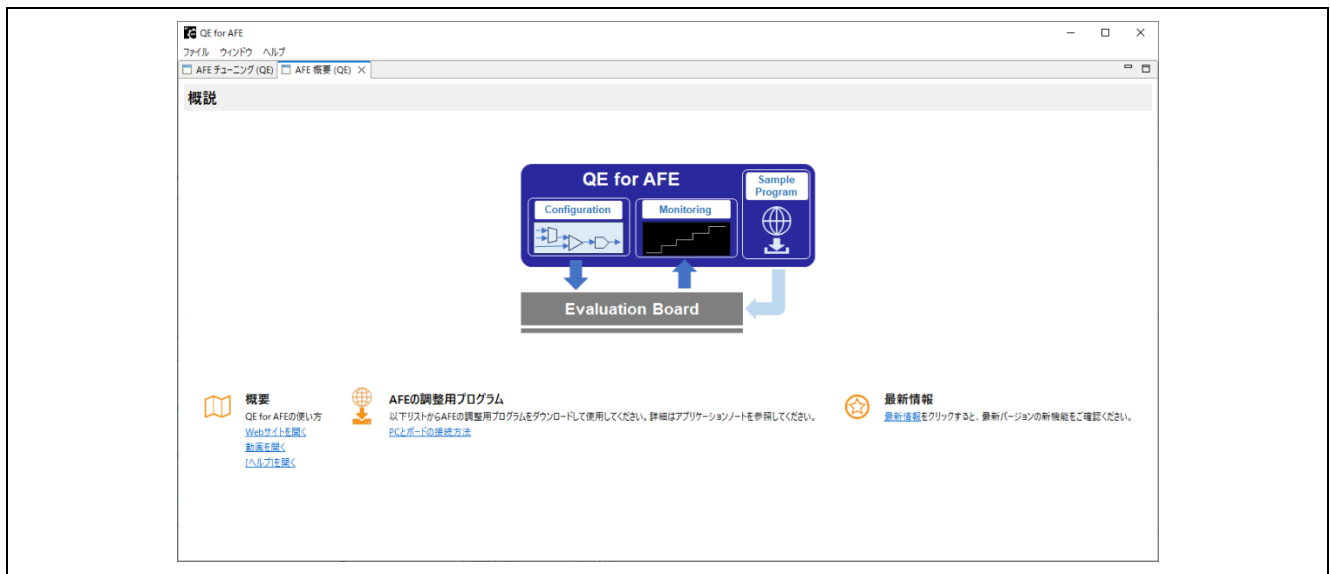 QE for AFE
ファイル ウィンドウ ヘルプ
AFE チューニング (QE) AFE 概要 (QE)
概説
QE for AFE
Sample
Program
Configuration
Monitoring
Evaluation Board
概要
QE for AFEの使い方
Webサイトを開く
動画を開く
[ヘルプ]を開く
AFEの調整用プログラム
以下リストからAFEの調整用プログラムをダウンロードして使用してください。詳細はアプリケーションノートを参照してください。
PCとボードの接続方法
最新情報
最新情報をクリックすると、最新バージョンの新機能をご確認ください。